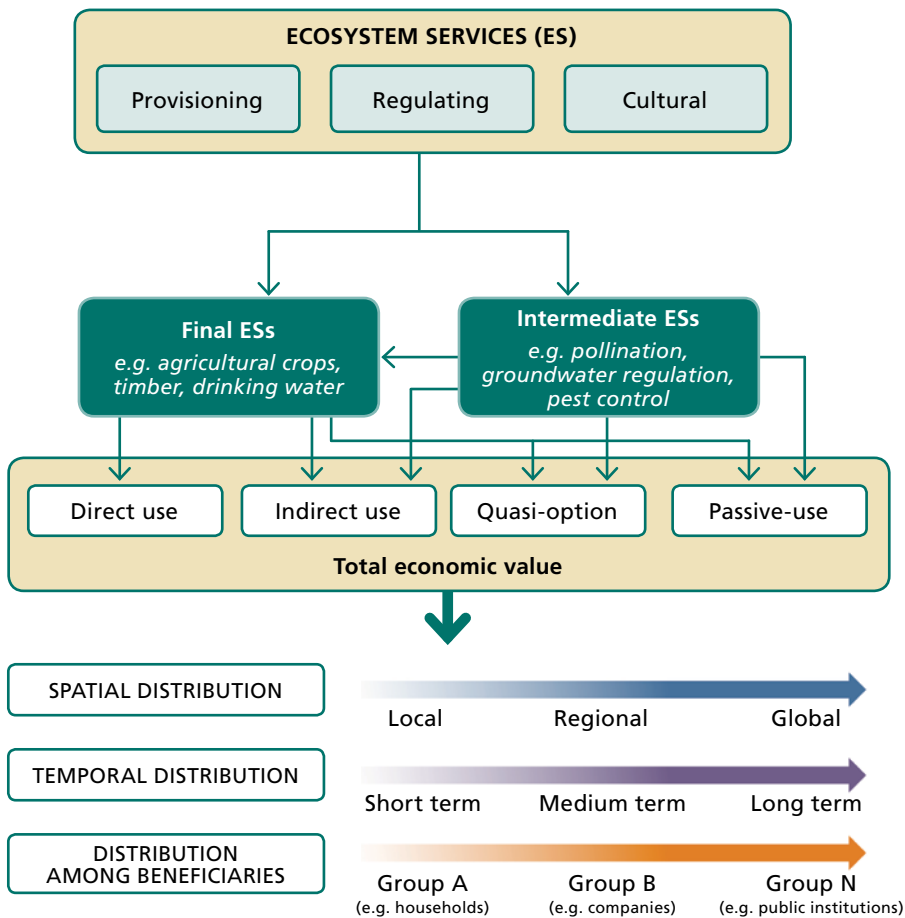 ECOSYSTEM SERVICES (ES)
Provisioning
Regulating
Cultural
Final ESs
e.g. agricultural crops,
timber, drinking water
Intermediate ESs
e.g. pollination,
groundwater regulation,
pest control
Direct use
Indirect use
Quasi-option
Passive-use
Total economic value
SPATIAL DISTRIBUTION
Local
Regional
Global
TEMPORAL DISTRIBUTION
Short term
Medium term
Long term
DISTRIBUTION
AMONG BENEFICIARIES
Group A
(e.g. households)
Group B
(e.g. companies)
Group N
(e.g. public institutions)